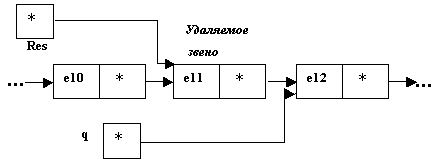 *
Res
Удаляемое
звено
... e10 * e11 * e12 * ...
q *